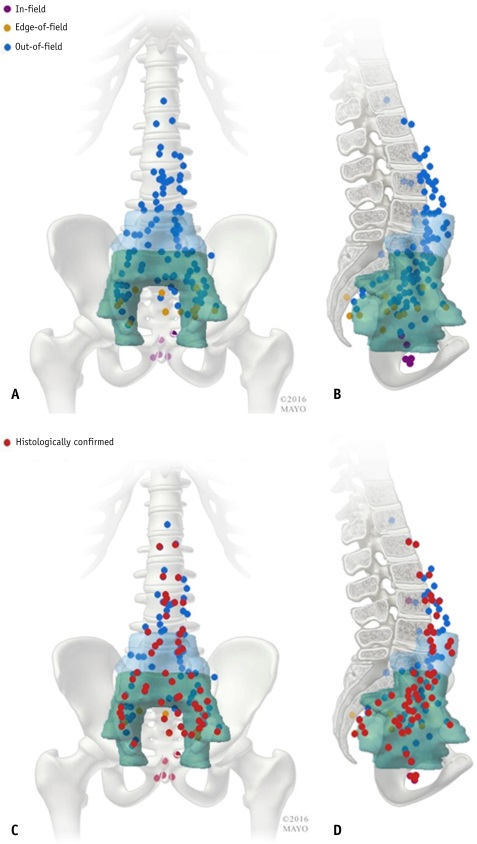 In-field
Edge-of-field
Out-of-field
A
B
©2016
MAYO
Histologically confirmed
C
D
©2016
MAYO